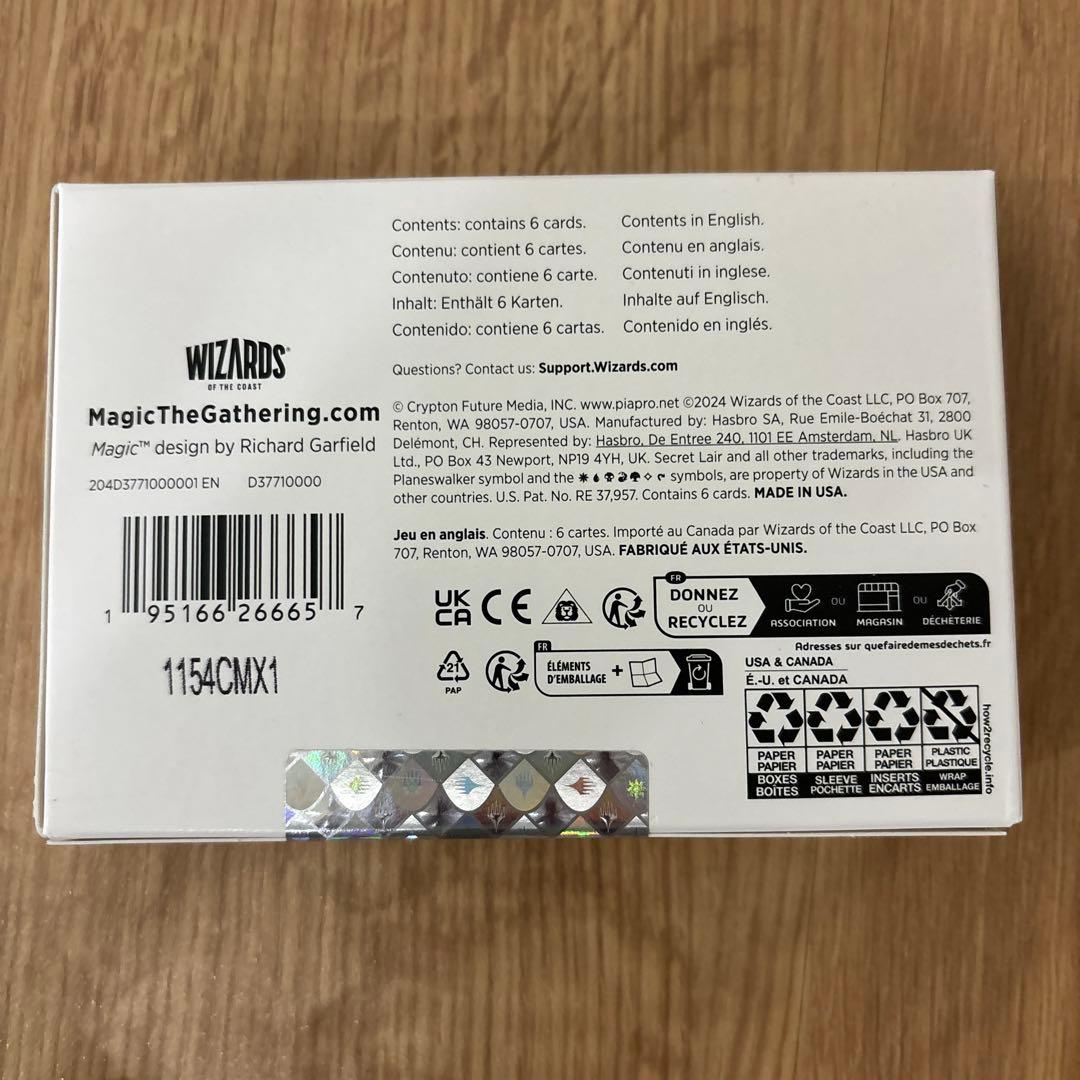 Contents: contains 6 cards.
Contenu: contient 6 cartes.
Contenuto: contiene 6 carte.
Inhalt: Enthält 6 Karten.
Contenido: contiene 6 cartas.
Contents in English.
Contenu en anglais.
Contenuti in inglese.
Inhalte auf Englisch.
Contenido en inglés.
WIZARDS®
OF THE COAST
MagicTheGathering.com
Magic™ design by Richard Garfield
204D3771000001 EN D37710000
1 95166 26665 7
1154CMX1
Questions? Contact us: Support.Wizards.com
© Crypton Future Media, INC. www.piapro.net ©2024 Wizards of the Coast LLC, PO Box 707,
Renton, WA 98057-0707, USA. Manufactured by: Hasbro SA, Rue Emile-Boéchat 31, 2800
Delémont, CH. Represented by: Hasbro, De Entree 240, 1101 EE Amsterdam, NL. Hasbro UK
Ltd., PO Box 43 Newport, NP19 4YH, UK. Secret Lair and all other trademarks, including the
Planeswalker symbol and the symbols, are property of Wizards in the USA and
other countries. U.S. Pat. No. RE 37,957. Contains 6 cards. MADE IN USA.
Jeu en anglais. Contenu : 6 cartes. Importé au Canada par Wizards of the Coast LLC, PO Box
707, Renton, WA 98057-0707, USA. FABRIQUÉ AUX ÉTATS-UNIS.
UK
CA
CE
FR
DONNEZ
OU
RECYCLEZ
ASSOCIATION
OU
MAGASIN
OU
DÉCHÈTERIE
Adresses sur quefairedemesdechets.fr
21
PAP
FR
ÉLÉMENTS
D'EMBALLAGE
+
USA & CANADA
É.-U. et CANADA
PAPER
PAPIER
BOXES
BOÎTES
PAPER
PAPIER
SLEEVE
POCHETTE
PAPER
PAPIER
INSERTS
ENCARTS
PLASTIC
PLASTIQUE
WRAP
EMBALLAGE
how2recycle.info